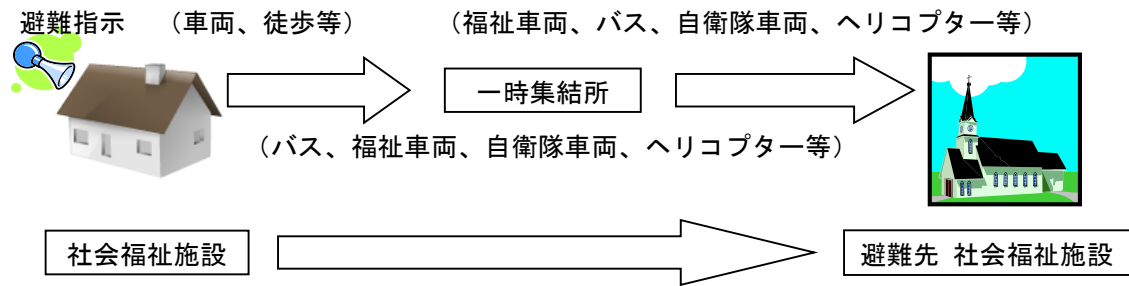 避難指示 （車両、徒歩等） （福祉車両、バス、自衛隊車両、ヘリコプター等）
一時集結所
（バス、福祉車両、自衛隊車両、ヘリコプター等）
社会福祉施設
避難先 社会福祉施設